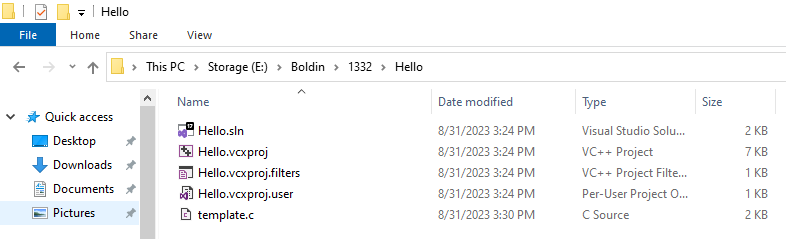 Hello
File Home Share View
This PC Storage (E:) Boldin 1332 Hello
Quick access
Desktop
Downloads
Documents
Pictures
Name Date modified Type Size
Hello.sln 8/31/2023 3:24 PM Visual Studio Solu... 2 KB
Hello.vcxproj 8/31/2023 3:24 PM VC++ Project 7 KB
Hello.vcxproj.filters 8/31/2023 3:24 PM VC++ Project Filte... 1 KB
Hello.vcxproj.user 8/31/2023 3:24 PM Per-User Project O... 1 KB
template.c 8/31/2023 3:30 PM C Source 2 KB